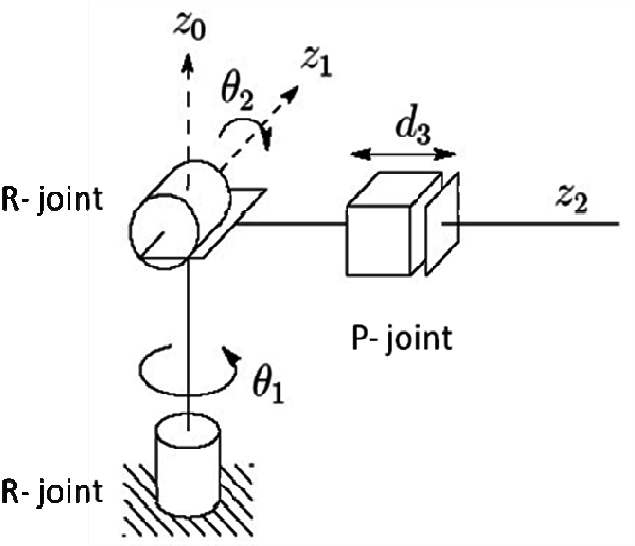 z₀
z₁
θ₂
d₃
R- joint
z₂
P- joint
θ₁
R- joint